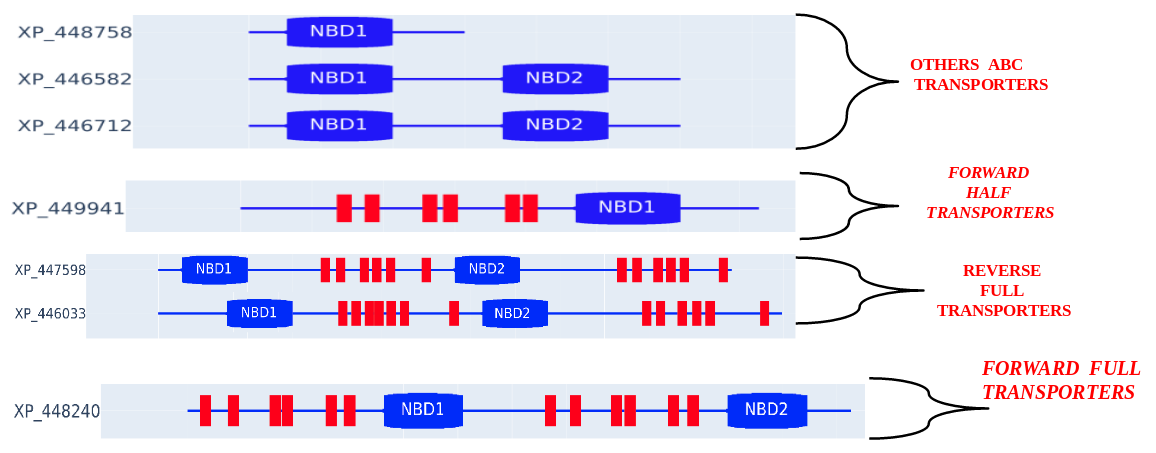 XP_448758 NBD1
XP_446582 NBD1 NBD2
XP_446712 NBD1 NBD2
OTHERS ABC
TRANSPORTERS
XP_449941 NBD1
FORWARD
HALF
TRANSPORTERS
XP_447598 NBD1 NBD2
XP_446033 NBD1 NBD2
REVERSE
FULL
TRANSPORTERS
XP_448240 NBD1 NBD2
FORWARD FULL
TRANSPORTERS